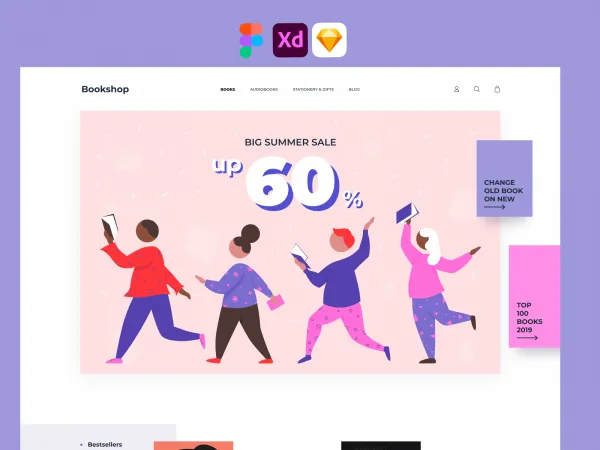 Xd
Bookshop
BOOKS AUDIOBOOKS STATIONERY & GIFTS BLOG
BIG SUMMER SALE
up 60 %
CHANGE
OLD BOOK
ON NEW
TOP
100
BOOKS
2019
Bestsellers